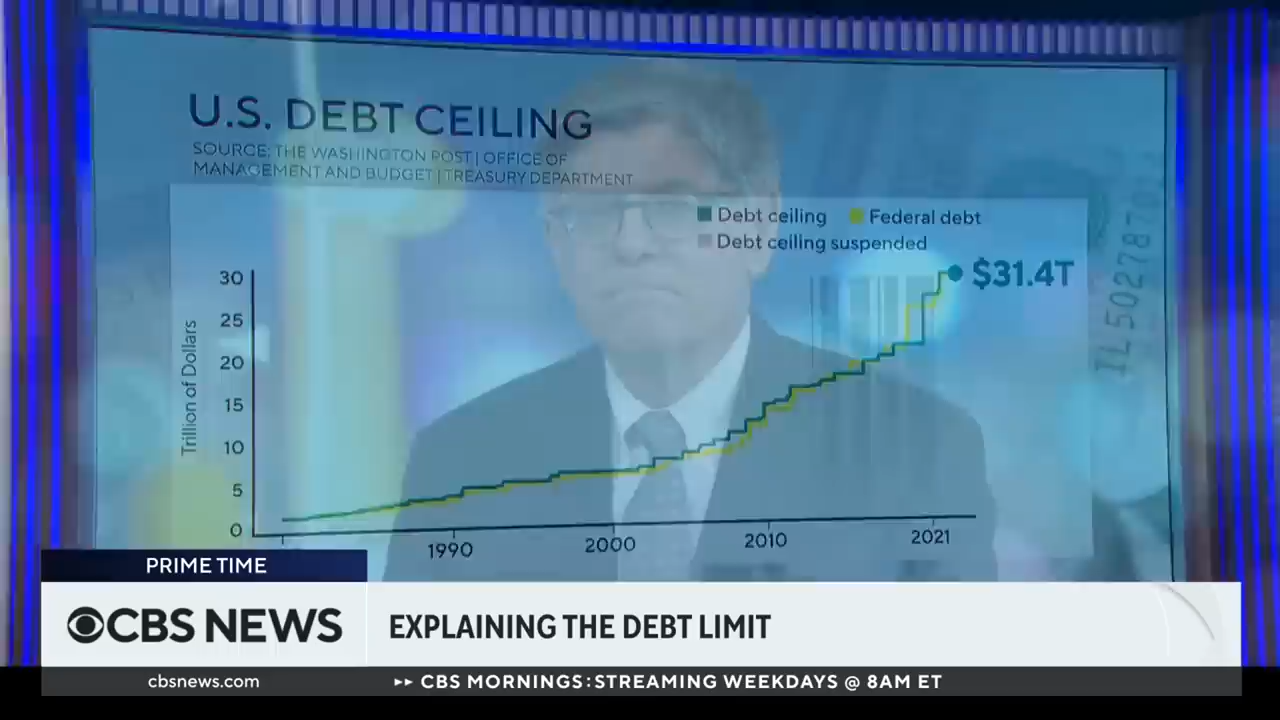 U.S. DEBT CEILING
SOURCE: THE WASHINGTON POST | OFFICE OF
MANAGEMENT AND BUDGET | TREASURY DEPARTMENT
Debt ceiling Federal debt
Debt ceiling suspended
$31.4T
Trillion of Dollars
30
25
20
15
10
5
0
1990 2000 2010 2021
PRIME TIME
CBS NEWS
EXPLAINING THE DEBT LIMIT
cbsnews.com
CBS MORNINGS: STREAMING WEEKDAYS @ 8AM ET